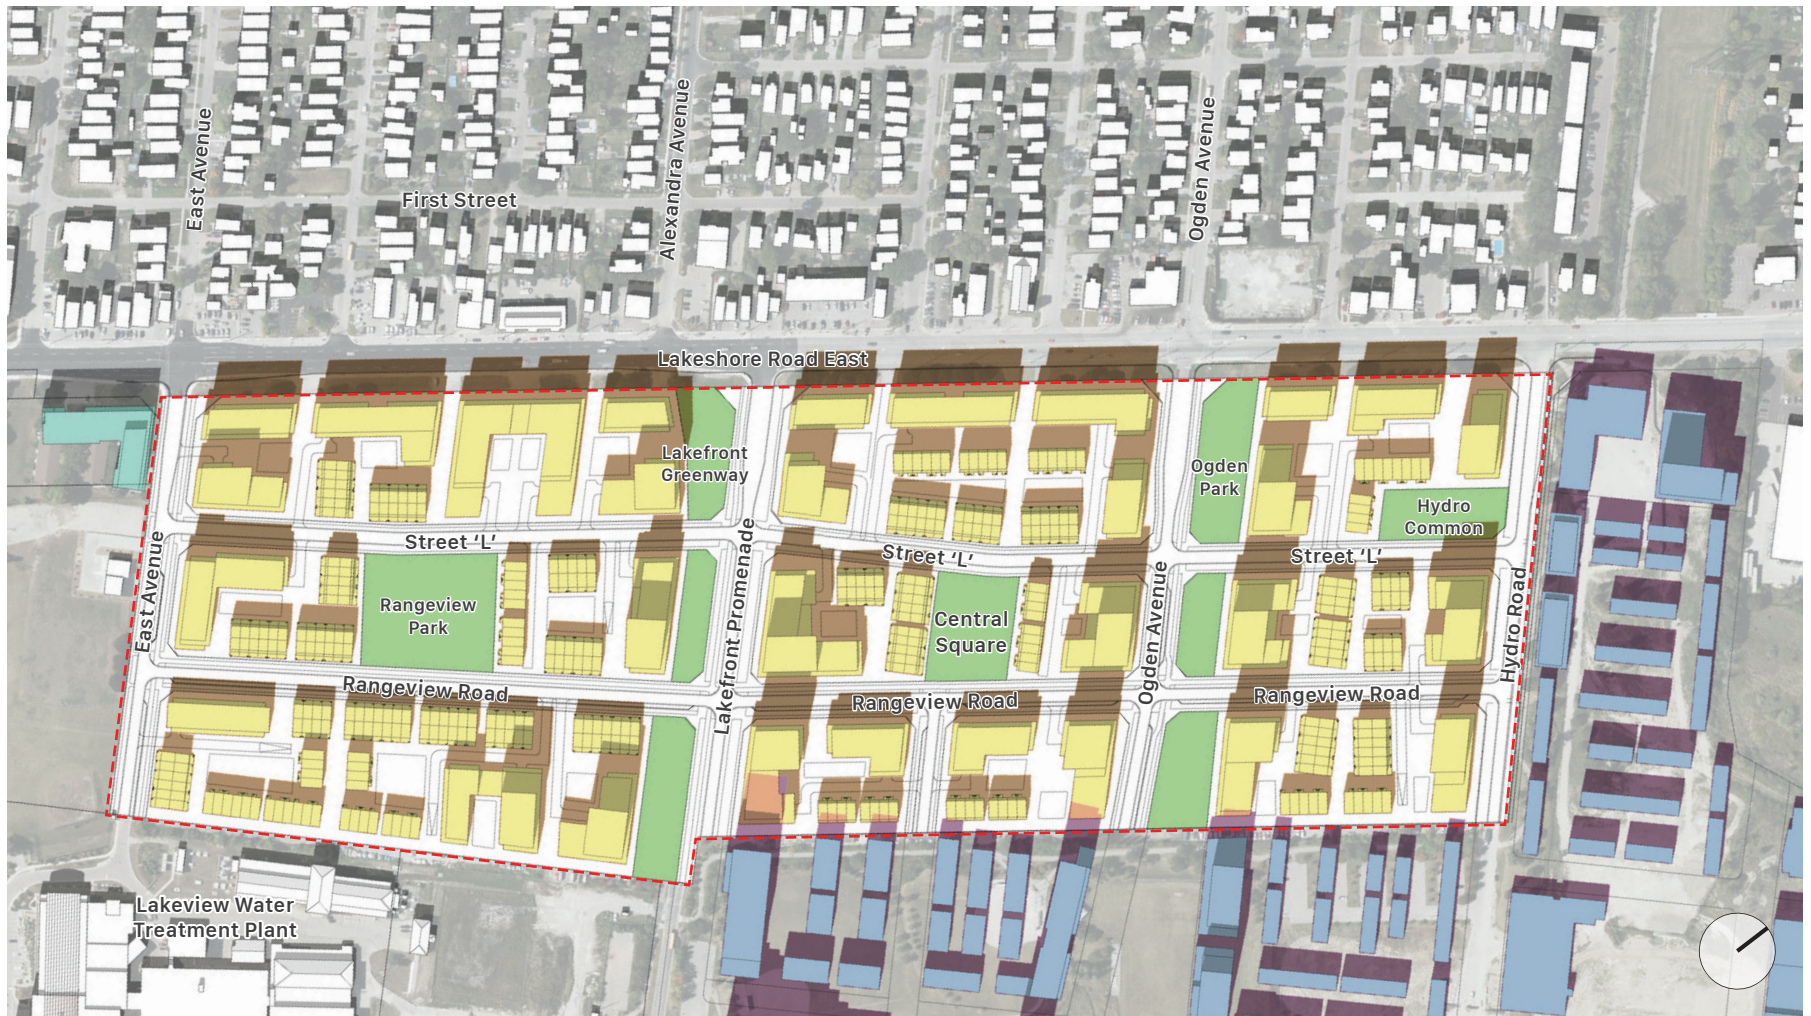 East Avenue
First Street
Alexandra Avenue
Ogden Avenue
Lakeshore Road East
Lakefront
Greenway
Ogden
Park
Hydro
Common
Street ‘L’
Street ‘L’
Street ‘L’
East Avenue
Rangeview
Park
Lakefront Promenade
Central
Square
Ogden Avenue
Hydro Road
Rangeview Road
Rangeview Road
Rangeview Road
Lakeview Water
Treatment Plant